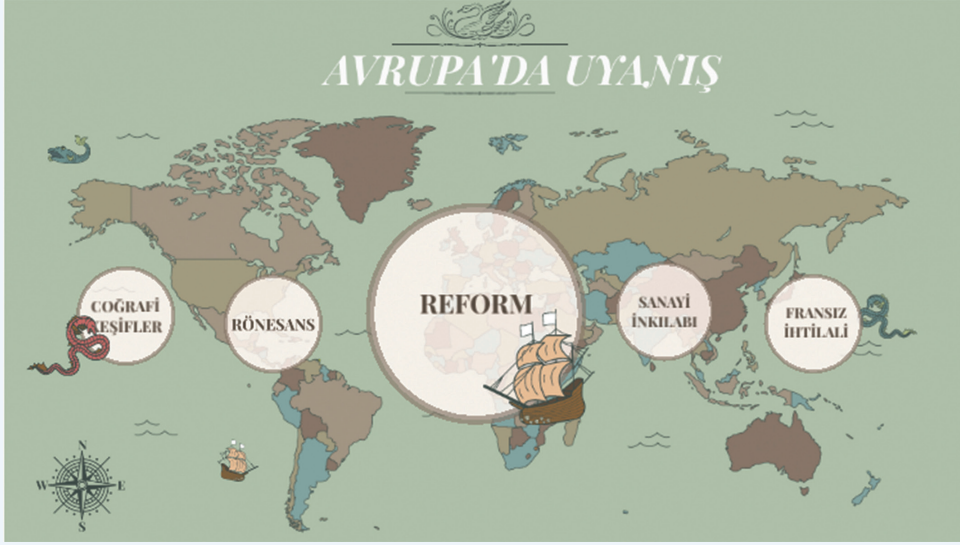 AVRUPA'DA UYANIŞ
COĞRAFİ
KEŞİFLER
RÖNESANS
REFORM
SANAYİ
İNKILABI
FRANSIZ
İHTİLALİ
N
W E
S